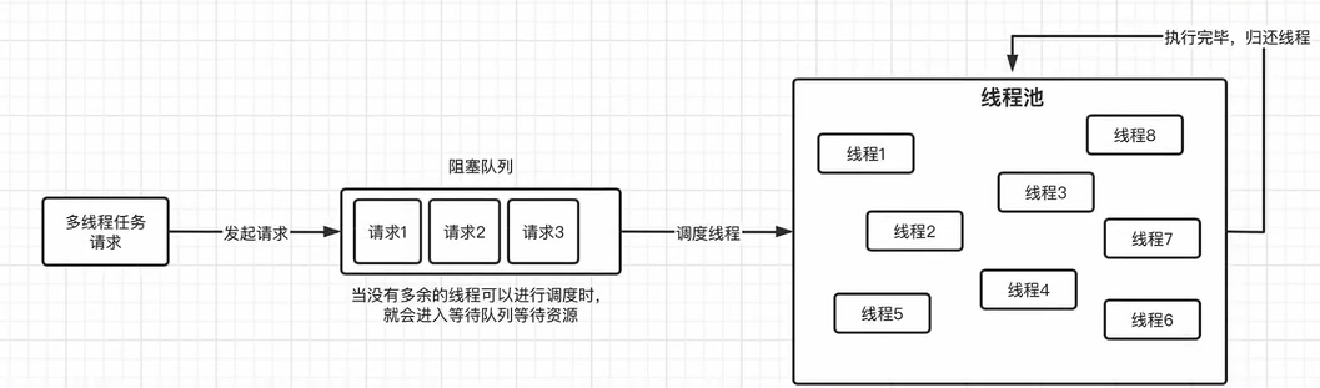 执行完毕，归还线程
线程池
线程8
线程1
阻塞队列
线程3
多线程任务
请求
发起请求
请求1
请求2
请求3
调度线程
线程2
线程7
当没有多余的线程可以进行调度时，
就会进入等待队列等待资源
线程4
线程5
线程6